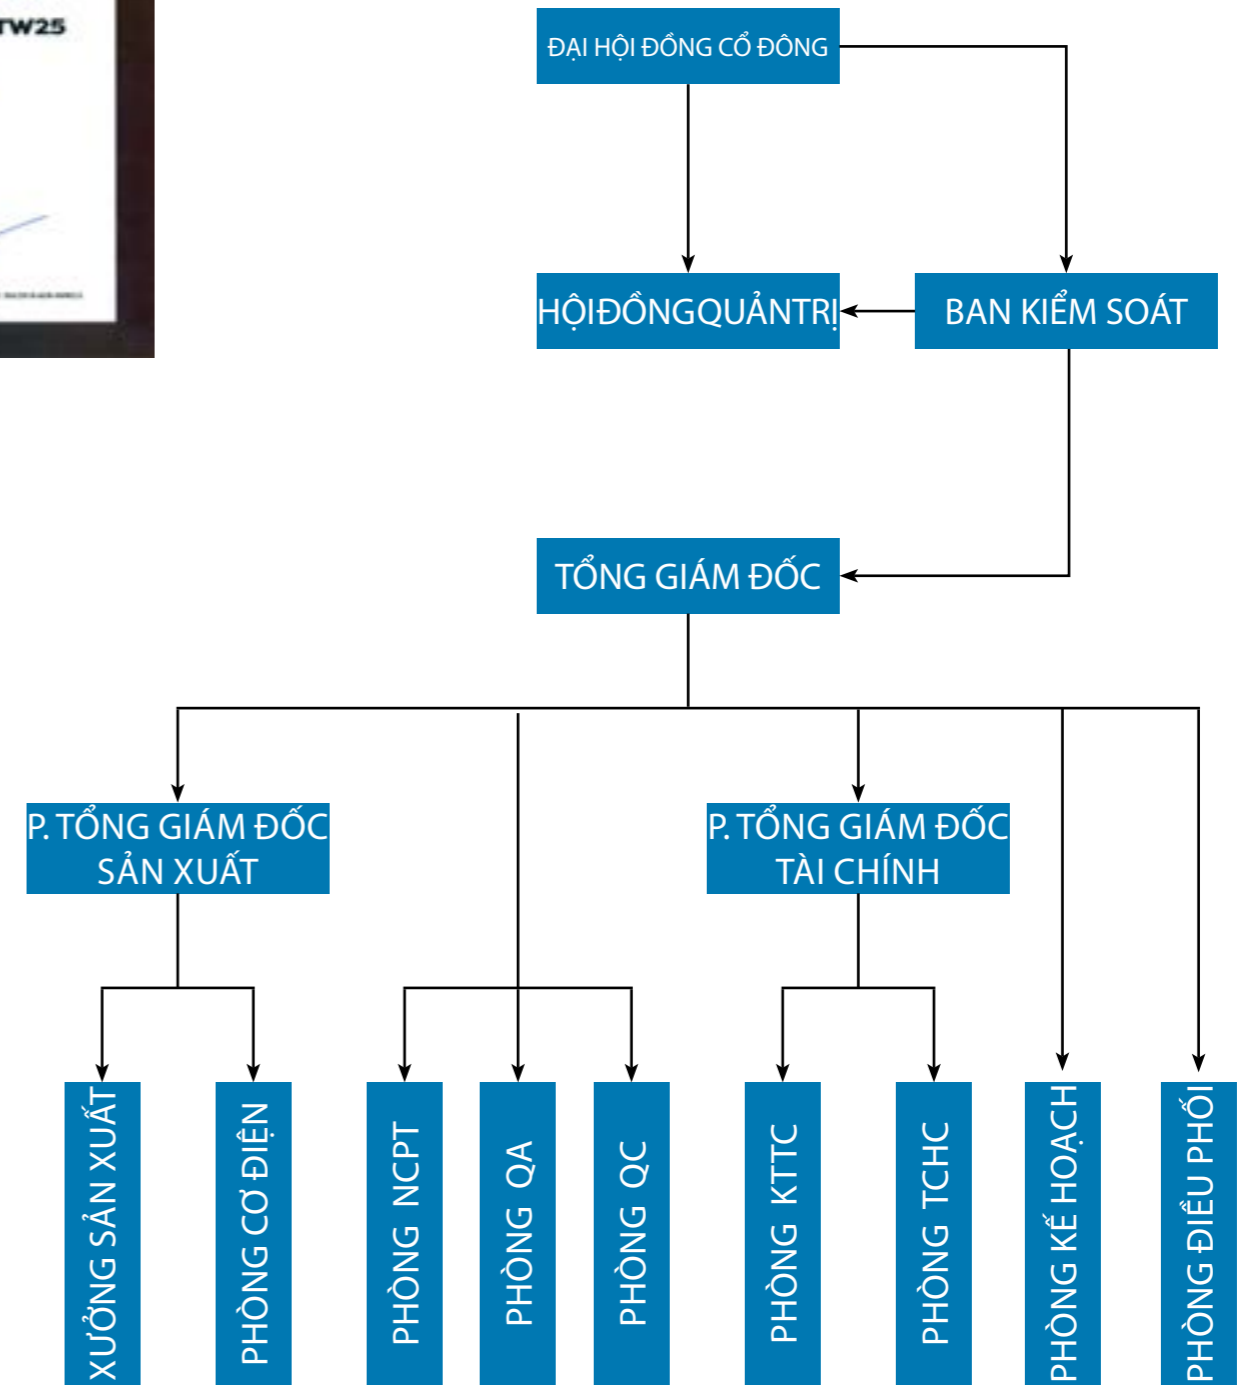 TW25
ĐẠI HỘI ĐỒNG CỔ ĐÔNG
HỘIĐỒNGQUẢNTRỊ
BAN KIỂM SOÁT
TỔNG GIÁM ĐỐC
P. TỔNG GIÁM ĐỐC
SẢN XUẤT
P. TỔNG GIÁM ĐỐC
TÀI CHÍNH
XƯỞNG SẢN XUẤT
PHÒNG CƠ ĐIỆN
PHÒNG NCPT
PHÒNG QA
PHÒNG QC
PHÒNG KTTC
PHÒNG TCHC
PHÒNG KẾ HOẠCH
PHÒNG ĐIỀU PHỐI